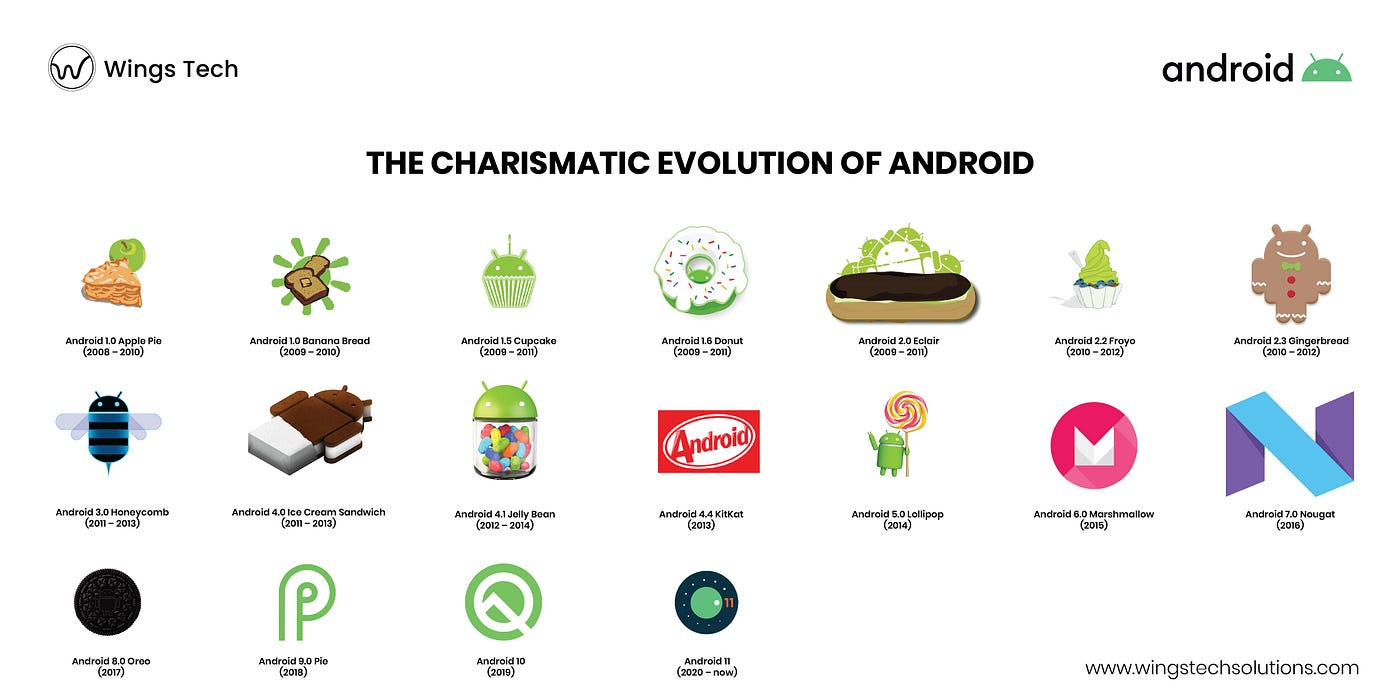 Wings Tech
android
THE CHARISMATIC EVOLUTION OF ANDROID
Android 1.0 Apple Pie
(2008 – 2010)
Android 1.0 Banana Bread
(2009 – 2010)
Android 1.5 Cupcake
(2009 – 2011)
Android 1.6 Donut
(2009 – 2011)
Android 2.0 Eclair
(2009 – 2011)
Android 2.2 Froyo
(2010 – 2012)
Android 2.3 Gingerbread
(2010 – 2012)
Android 3.0 Honeycomb
(2011 – 2013)
Android 4.0 Ice Cream Sandwich
(2011 – 2013)
Android 4.1 Jelly Bean
(2012 – 2014)
Android
Android 4.4 KitKat
(2013)
Android 5.0 Lollipop
(2014)
M
Android 6.0 Marshmallow
(2015)
N
Android 7.0 Nougat
(2016)
Android 8.0 Oreo
(2017)
P
Android 9.0 Pie
(2018)
Q
Android 10
(2019)
11
Android 11
(2020 – now)
www.wingstechsolutions.com